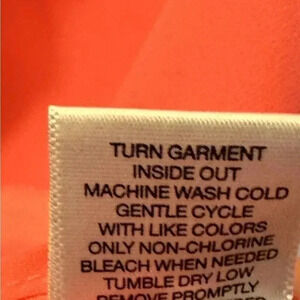 TURN GARMENT
INSIDE OUT
MACHINE WASH COLD
GENTLE CYCLE
WITH LIKE COLORS
ONLY NON-CHLORINE
BLEACH WHEN NEEDED
TUMBLE DRY LOW
REMOVE PROMPTLY